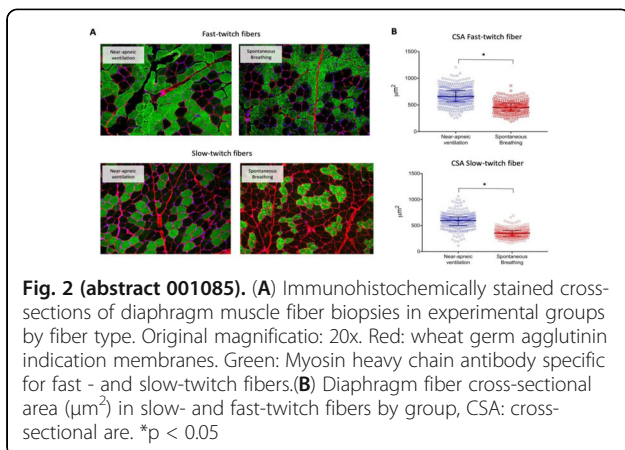 A
Fast-twitch fibers
Near-apneic
ventilation
Spontaneous
Breathing
Slow-twitch fibers
Near-apneic
ventilation
Spontaneous
Breathing
B
CSA Fast-twitch fiber
*
1500
1000
500
0
μm²
Near-apneic
ventilation
Spontaneous
Breathing
CSA Slow-twitch fiber
*
1500
1000
500
0
μm²
Near-apneic
ventilation
Spontaneous
Breathing
Fig. 2 (abstract 001085). (A) Immunohistochemically stained cross-
sections of diaphragm muscle fiber biopsies in experimental groups
by fiber type. Original magnificatio: 20x. Red: wheat germ agglutinin
indication membranes. Green: Myosin heavy chain antibody specific
for fast - and slow-twitch fibers.(B) Diaphragm fiber cross-sectional
area (μm²) in slow- and fast-twitch fibers by group, CSA: cross-
sectional are. *p < 0.05